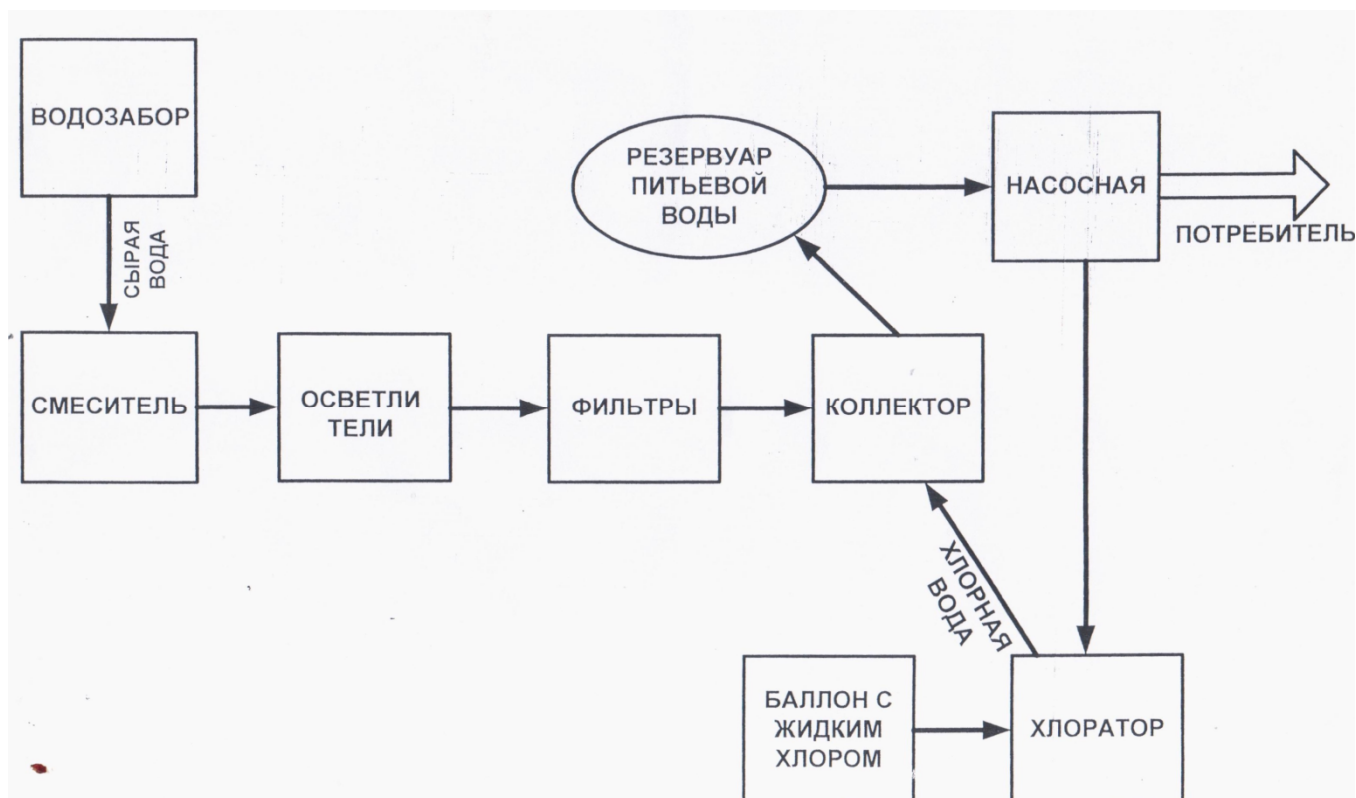 ВОДОЗАБОР
СЫРАЯ
ВОДА
РЕЗЕРВУАР
ПИТЬЕВОЙ
ВОДЫ
НАСОСНАЯ
ПОТРЕБИТЕЛЬ
СМЕСИТЕЛЬ
ОСВЕТЛИ
ТЕЛИ
ФИЛЬТРЫ
КОЛЛЕКТОР
ХЛОРНАЯ
ВОДА
БАЛЛОН С
ЖИДКИМ
ХЛОРОМ
ХЛОРАТОР